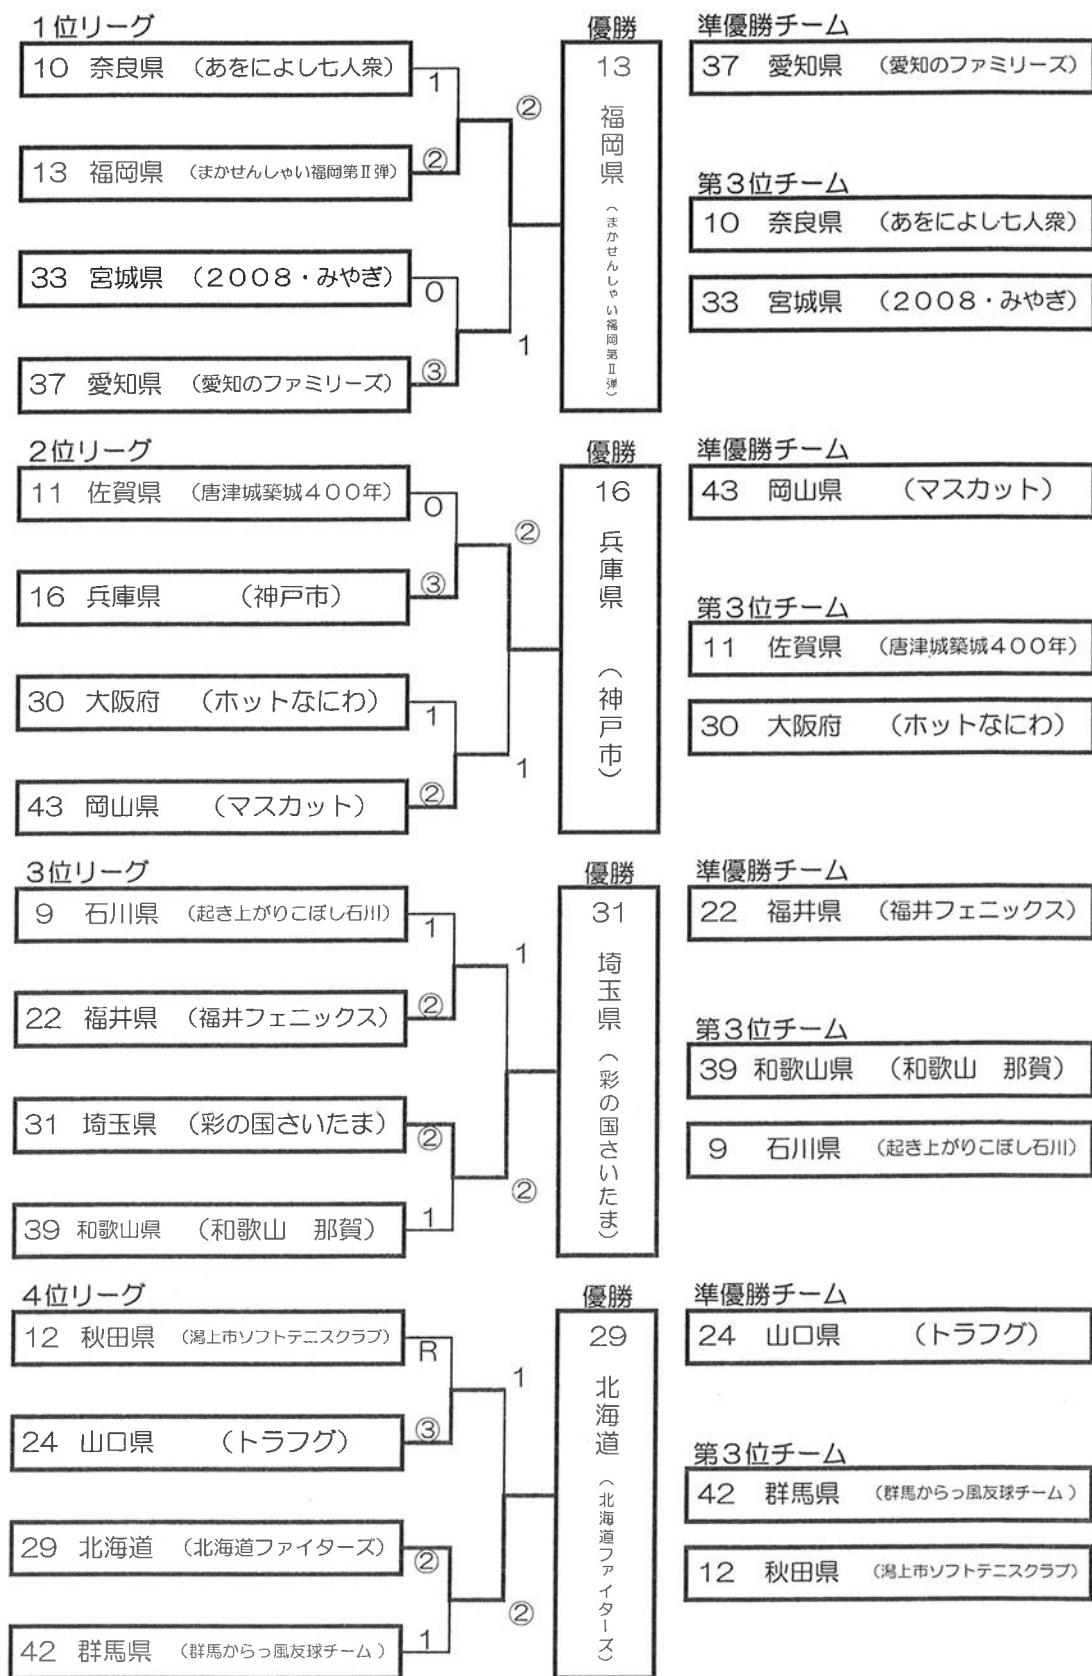 1位リーグ
10 奈良県 (あをによし七人衆)
1
②
13 福岡県 (まかせんしゃい福岡第Ⅱ弾)
②
33 宮城県 (2008・みやぎ)
0
1
37 愛知県 (愛知のファミリーズ)
③
優勝
13 福岡県 (まかせんしゃい福岡第Ⅱ弾)
準優勝チーム
37 愛知県 (愛知のファミリーズ)
第3位チーム
10 奈良県 (あをによし七人衆)
33 宮城県 (2008・みやぎ)
2位リーグ
11 佐賀県 (唐津城築城400年)
0
②
16 兵庫県 (神戸市)
③
30 大阪府 (ホットなにわ)
1
1
43 岡山県 (マスカット)
②
優勝
16 兵庫県 (神戸市)
準優勝チーム
43 岡山県 (マスカット)
第3位チーム
11 佐賀県 (唐津城築城400年)
30 大阪府 (ホットなにわ)
3位リーグ
9 石川県 (起き上がりこぼし石川)
1
1
22 福井県 (福井フェニックス)
②
31 埼玉県 (彩の国さいたま)
②
②
39 和歌山県 (和歌山 那賀)
1
優勝
31 埼玉県 (彩の国さいたま)
準優勝チーム
22 福井県 (福井フェニックス)
第3位チーム
39 和歌山県 (和歌山 那賀)
9 石川県 (起き上がりこぼし石川)
4位リーグ
12 秋田県 (潟上市ソフトテニスクラブ)
R
1
24 山口県 (トラフグ)
③
29 北海道 (北海道ファイターズ)
②
②
42 群馬県 (群馬からっ風友球チーム)
1
優勝
29 北海道 (北海道ファイターズ)
準優勝チーム
24 山口県 (トラフグ)
第3位チーム
42 群馬県 (群馬からっ風友球チーム)
12 秋田県 (潟上市ソフトテニスクラブ)